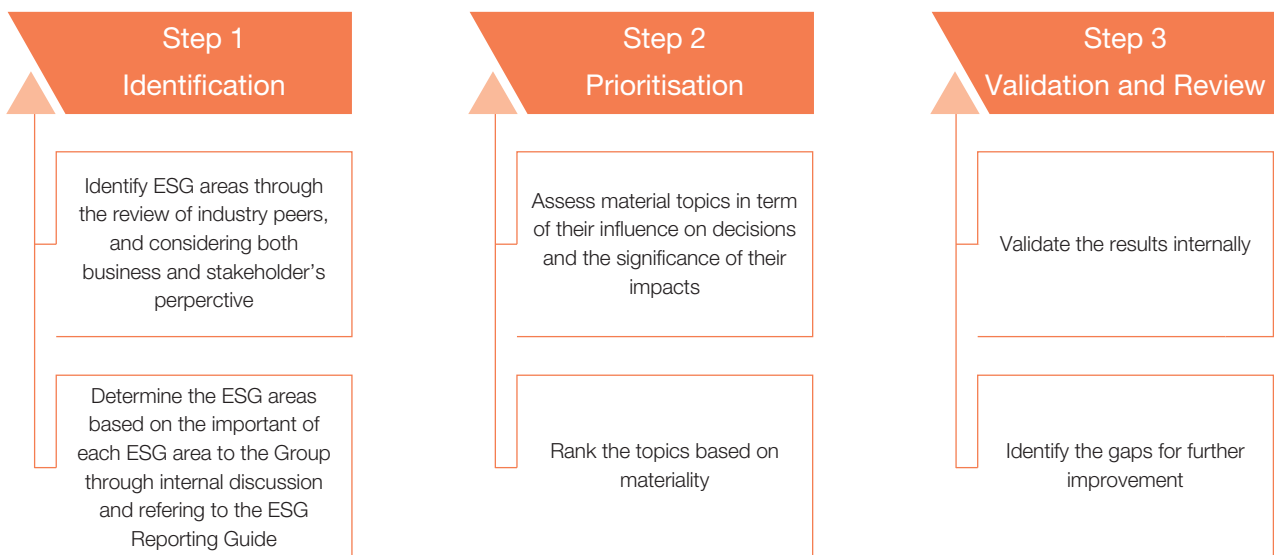 Step 1
Identification
Identify ESG areas through
the review of industry peers,
and considering both
business and stakeholder’s
perperctive
Determine the ESG areas
based on the important of
each ESG area to the Group
through internal discussion
and refering to the ESG
Reporting Guide
Step 2
Prioritisation
Assess material topics in term
of their influence on decisions
and the significance of their
impacts
Rank the topics based on
materiality
Step 3
Validation and Review
Validate the results internally
Identify the gaps for further
improvement